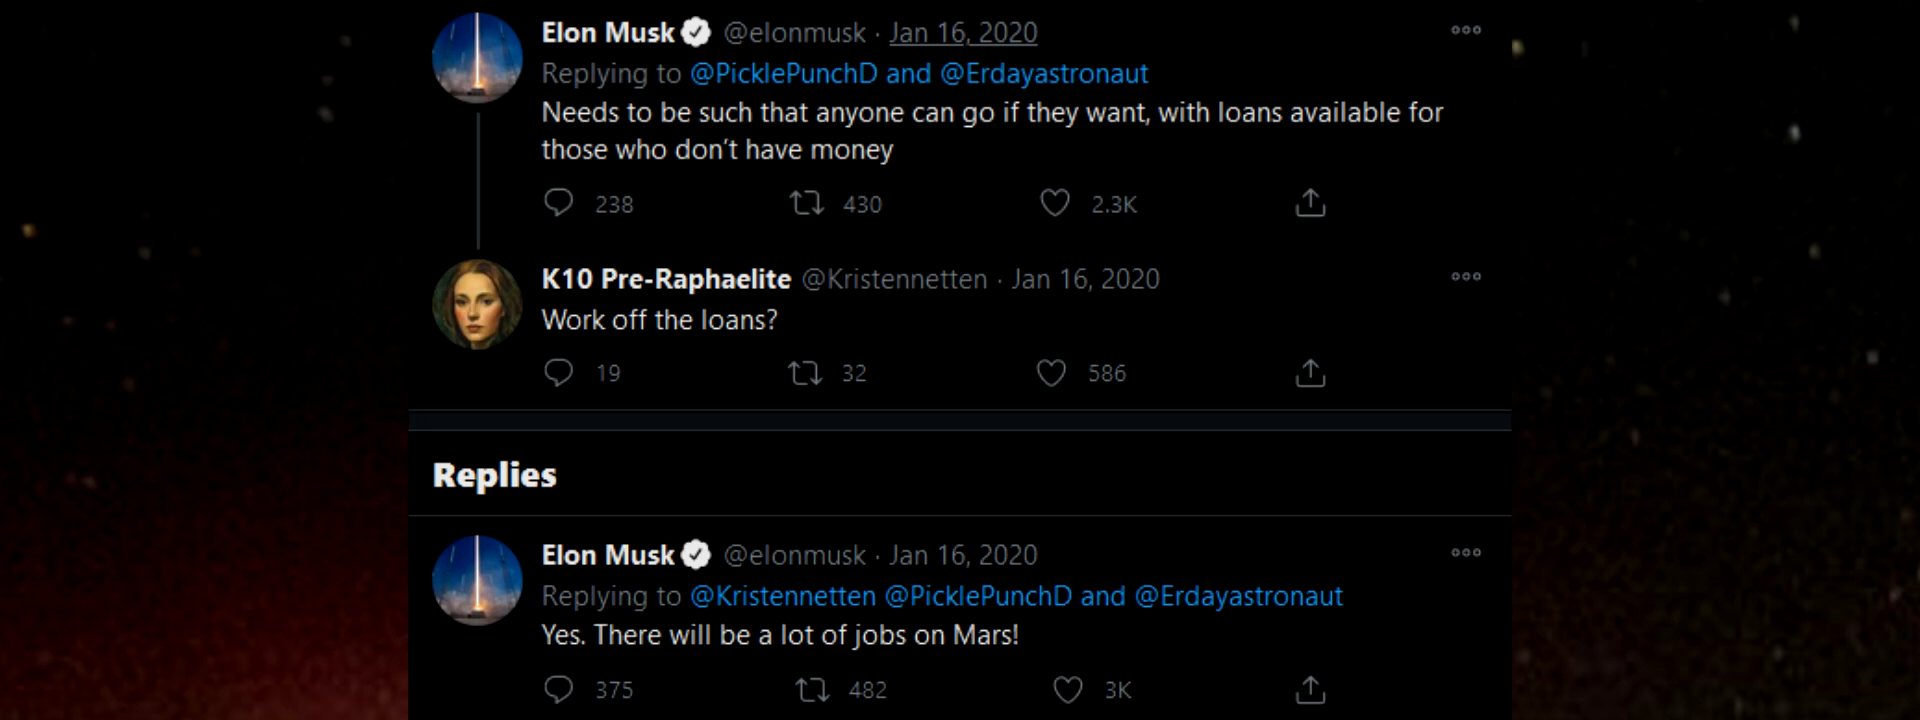 Elon Musk @elonmusk · Jan 16, 2020
Replying to @PicklePunchD and @Erdayastronaut
Needs to be such that anyone can go if they want, with loans available for
those who don’t have money
238 430 2.3K
K10 Pre-Raphaelite @Kristennetten · Jan 16, 2020
Work off the loans?
19 32 586
Replies
Elon Musk @elonmusk · Jan 16, 2020
Replying to @Kristennetten @PicklePunchD and @Erdayastronaut
Yes. There will be a lot of jobs on Mars!
375 482 3K